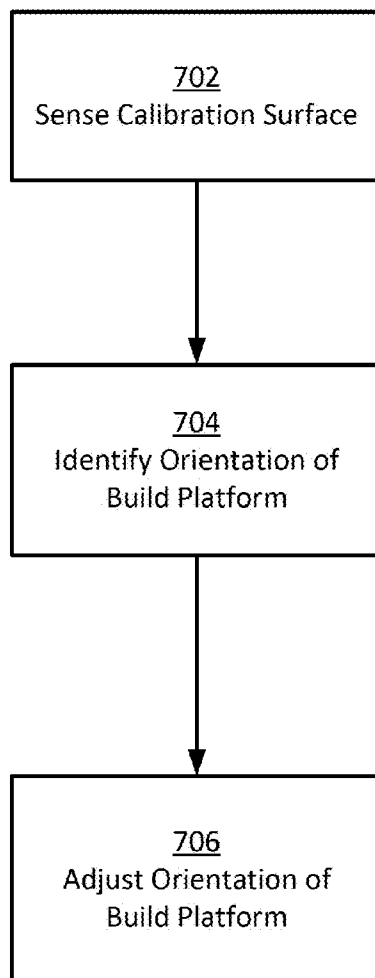 702
Sense Calibration Surface
704
Identify Orientation of
Build Platform
706
Adjust Orientation of
Build Platform